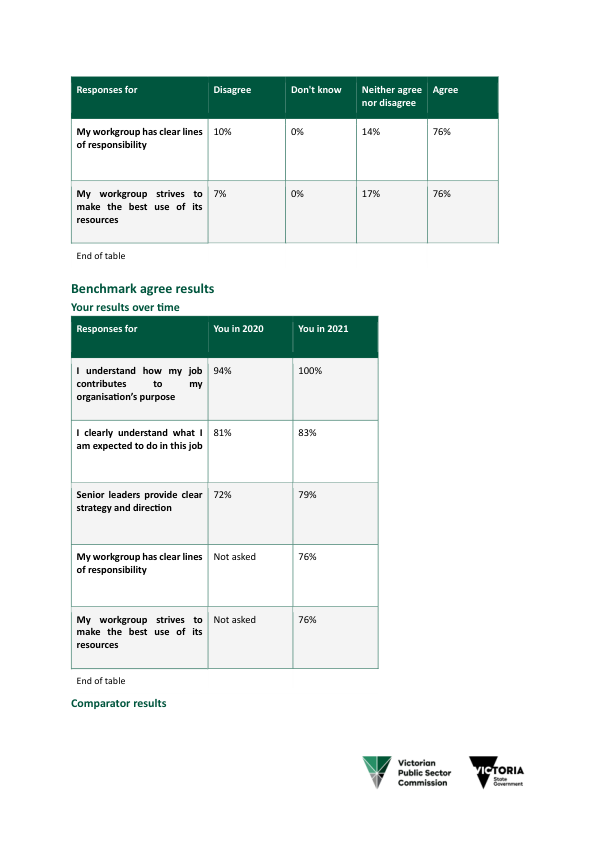 Responses for Disagree Don't know Neither agree Agree
nor disagree
My workgroup has clear lines 10% 0% 14% 76%
of responsibility
My workgroup strives to 7% 0% 17% 76%
make the best use of its
resources
End of table
Benchmark agree results
Your results over time
Responses for You in 2020 You in 2021
I understand how my job 94% 100%
contributes to my
organisation's purpose
I clearly understand what I 81% 83%
am expected to do in this job
Senior leaders provide clear 72% 79%
strategy and direction
My workgroup has clear lines Not asked 76%
of responsibility
My workgroup strives to Not asked 76%
make the best use of its
resources
End of table
Comparator results
Victorian
Public Sector
Commission
VICTORIA
State
Government